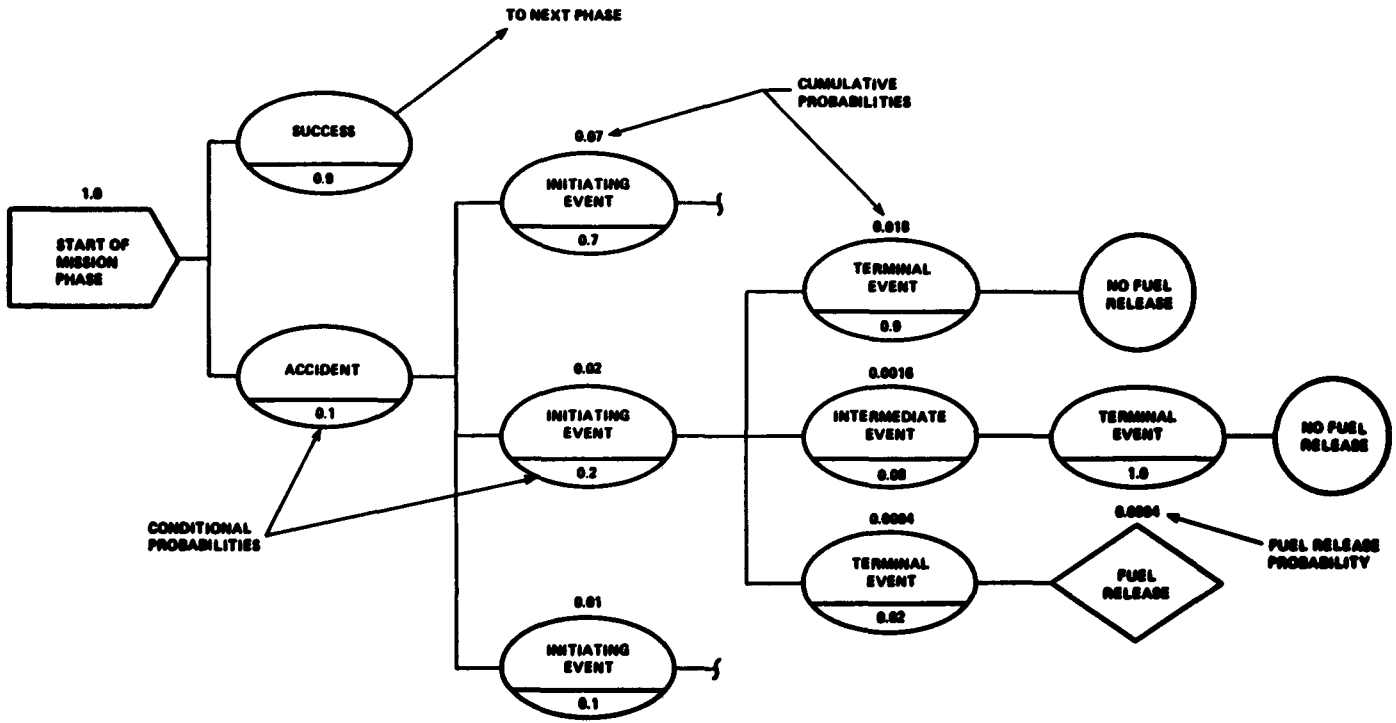 TO NEXT PHASE
CUMULATIVE
PROBABILITIES
SUCCESS
0.9
0.07
INITIATING
EVENT
0.7
1.0
START OF
MISSION
PHASE
0.018
TERMINAL
EVENT
0.9
NO FUEL
RELEASE
ACCIDENT
0.1
0.02
INITIATING
EVENT
0.2
0.0016
INTERMEDIATE
EVENT
0.08
TERMINAL
EVENT
1.0
NO FUEL
RELEASE
CONDITIONAL
PROBABILITIES
0.0004
TERMINAL
EVENT
0.02
0.0004
FUEL
RELEASE
FUEL RELEASE
PROBABILITY
0.01
INITIATING
EVENT
0.1